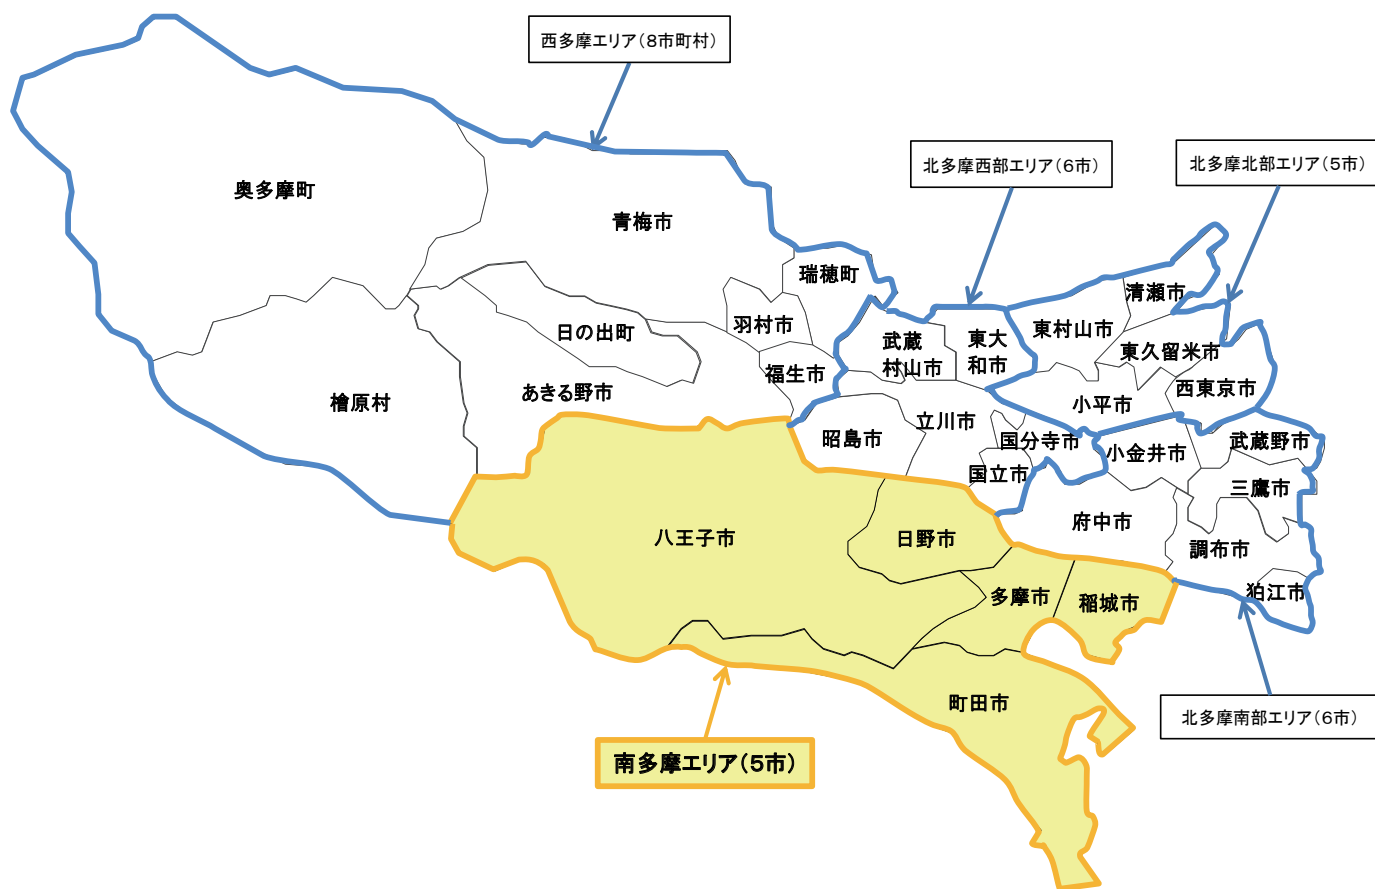 西多摩エリア(8市町村)
北多摩西部エリア(6市)
北多摩北部エリア(5市)
奥多摩町
青梅市
瑞穂町
清瀬市
羽村市
日の出町
武蔵
村山市
東大
和市
東村山市
東久留米市
福生市
西東京市
檜原村
あきる野市
小平市
昭島市
立川市
国分寺市
小金井市
武蔵野市
国立市
三鷹市
八王子市
日野市
府中市
調布市
多摩市
稲城市
狛江市
町田市
北多摩南部エリア(6市)
南多摩エリア(5市)